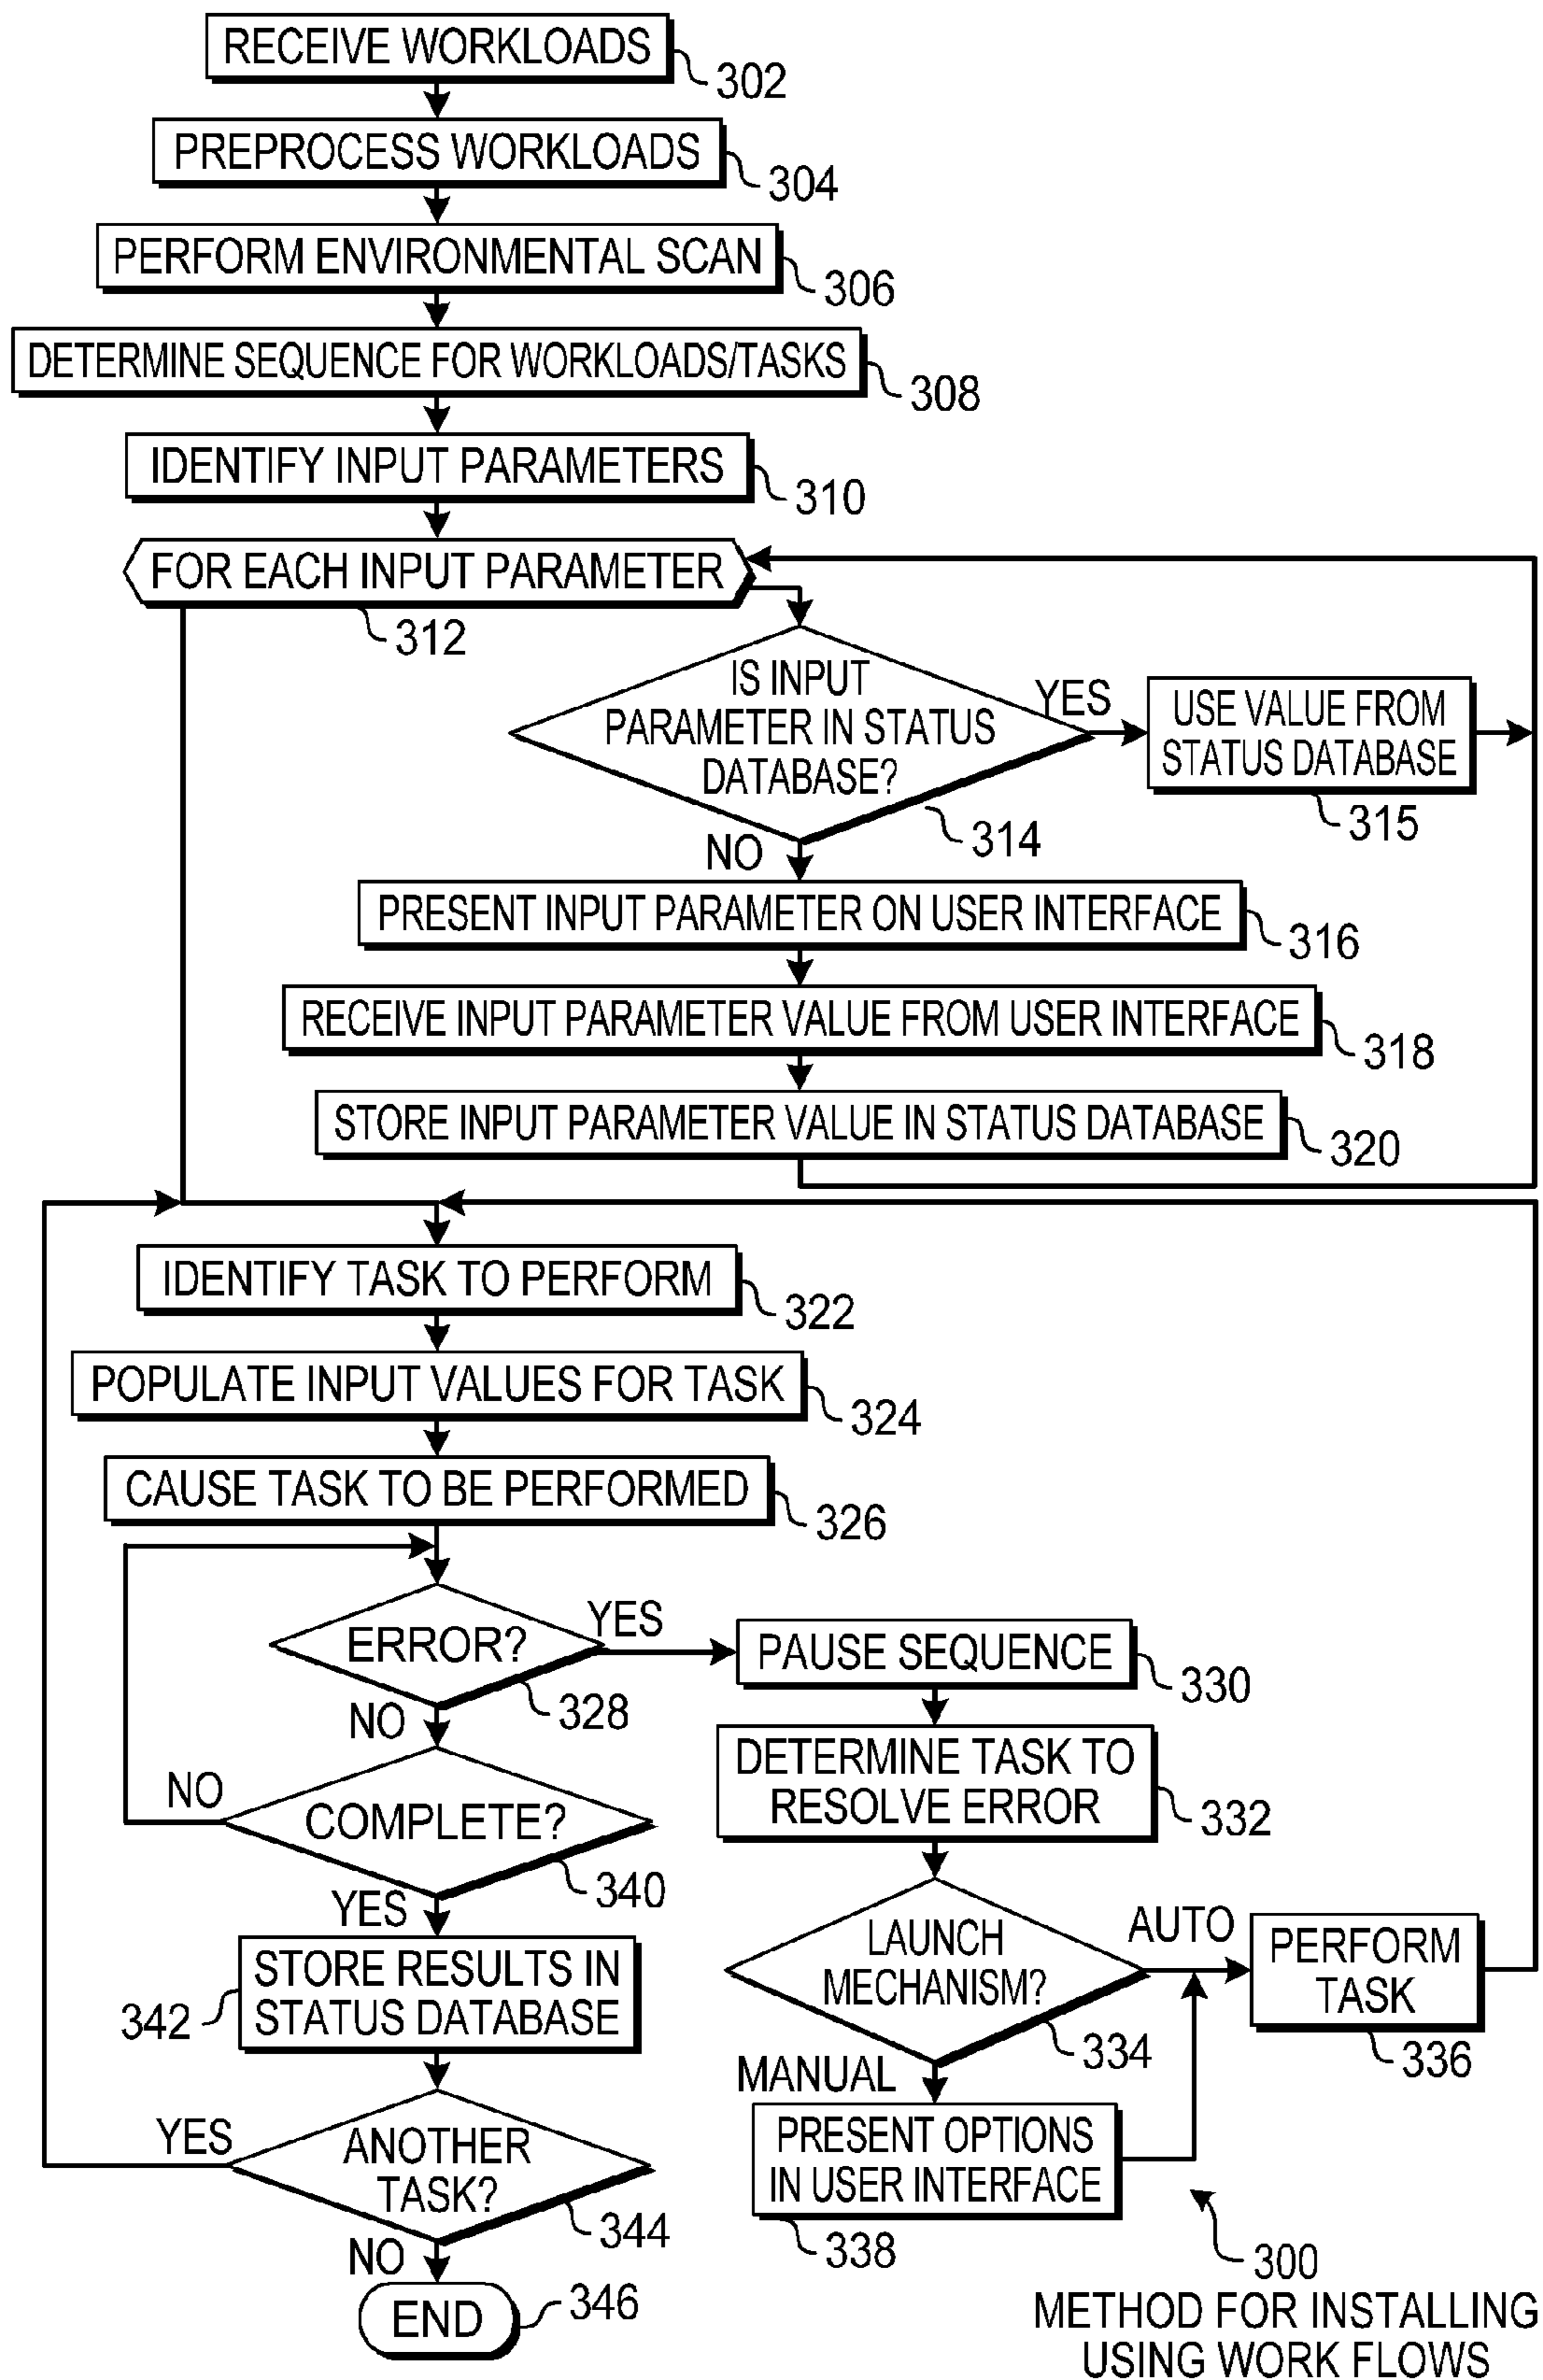 RECEIVE WORKLOADS
302
PREPROCESS WORKLOADS
304
PERFORM ENVIRONMENTAL SCAN
306
DETERMINE SEQUENCE FOR WORKLOADS/TASKS
308
IDENTIFY INPUT PARAMETERS
310
FOR EACH INPUT PARAMETER
312
IS INPUT
PARAMETER IN STATUS
DATABASE?
314
YES
USE VALUE FROM
STATUS DATABASE
315
NO
PRESENT INPUT PARAMETER ON USER INTERFACE
316
RECEIVE INPUT PARAMETER VALUE FROM USER INTERFACE
318
STORE INPUT PARAMETER VALUE IN STATUS DATABASE
320
IDENTIFY TASK TO PERFORM
322
POPULATE INPUT VALUES FOR TASK
324
CAUSE TASK TO BE PERFORMED
326
ERROR?
328
YES
PAUSE SEQUENCE
330
DETERMINE TASK TO
RESOLVE ERROR
332
LAUNCH
MECHANISM?
334
AUTO
PERFORM
TASK
336
MANUAL
PRESENT OPTIONS
IN USER INTERFACE
338
NO
COMPLETE?
340
NO
YES
STORE RESULTS IN
STATUS DATABASE
342
ANOTHER
TASK?
344
YES
NO
END
346
300
METHOD FOR INSTALLING
USING WORK FLOWS